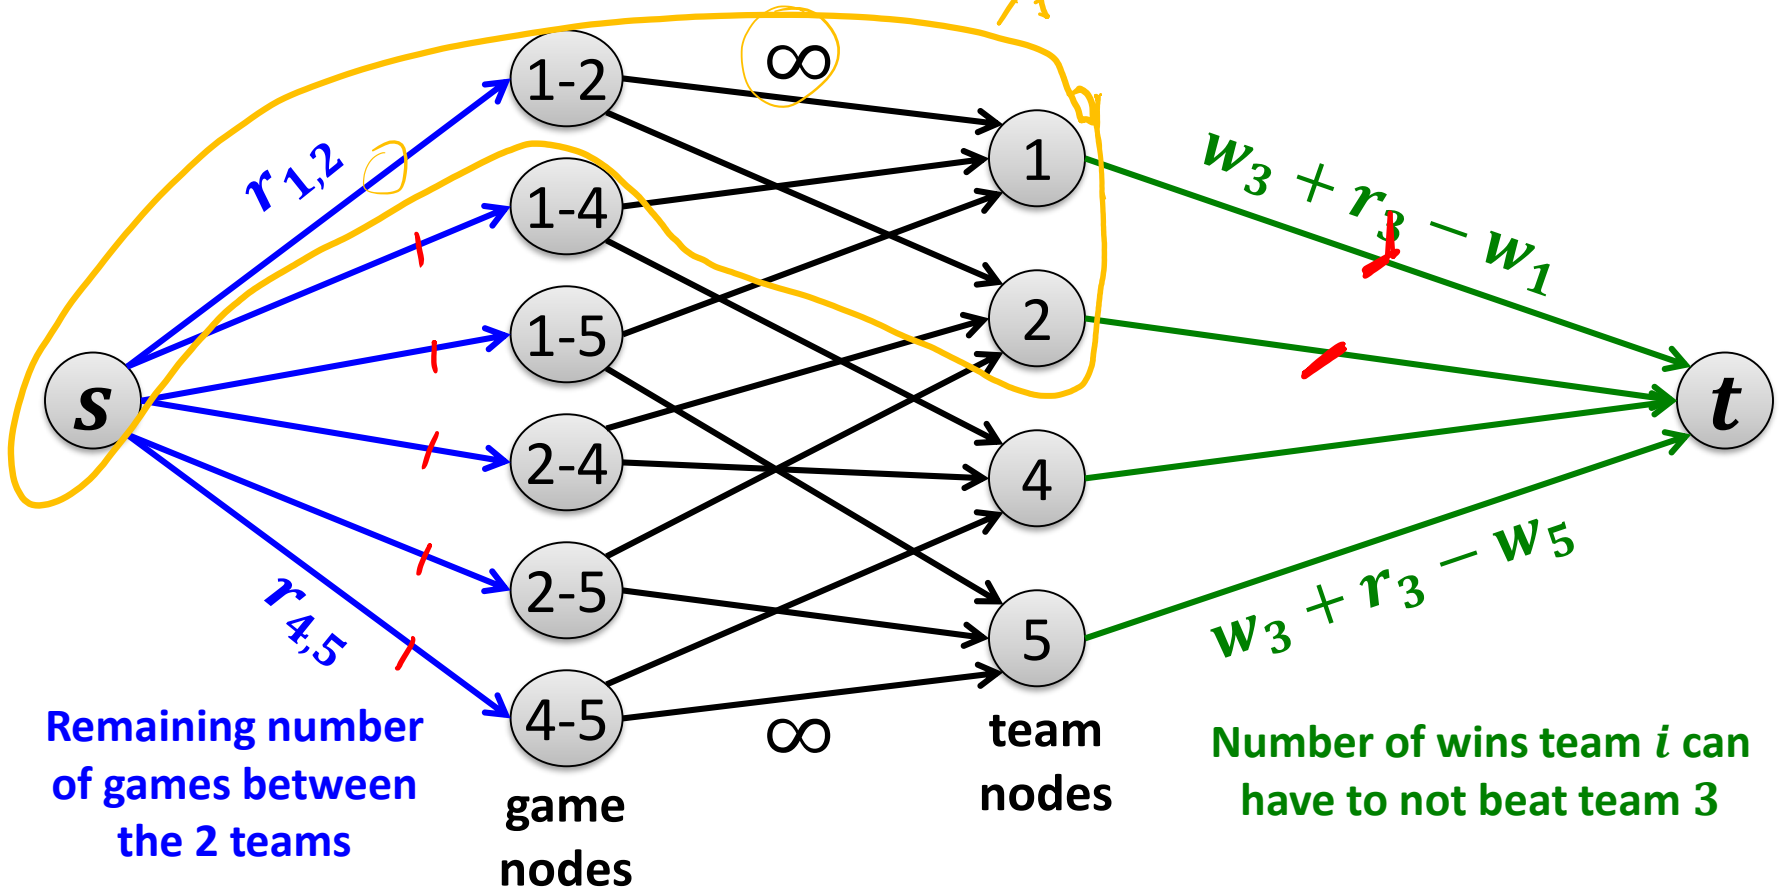 ∞
1-2
1-4
1-5
2-4
2-5
4-5
s
r₁,₂
r₄,₅
1
2
4
5
t
w₃ + r₃ − w₁
w₃ + r₃ − w₅
∞
Remaining number
of games between
the 2 teams
game
nodes
team
nodes
Number of wins team i can
have to not beat team 3